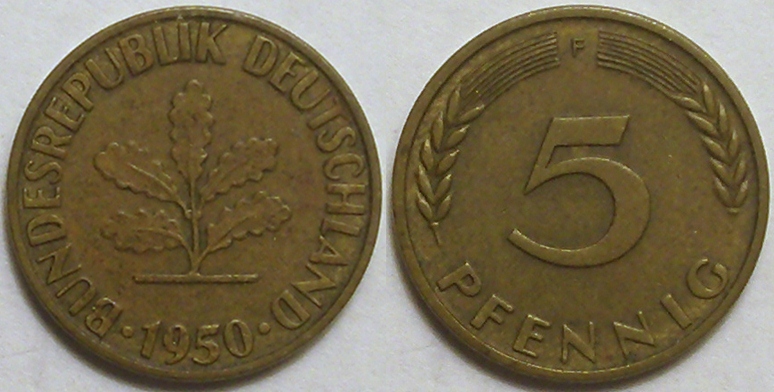 BUNDESREPUBLIK DEUTSCHLAND
· 1950 ·
F
5
PFENNIG